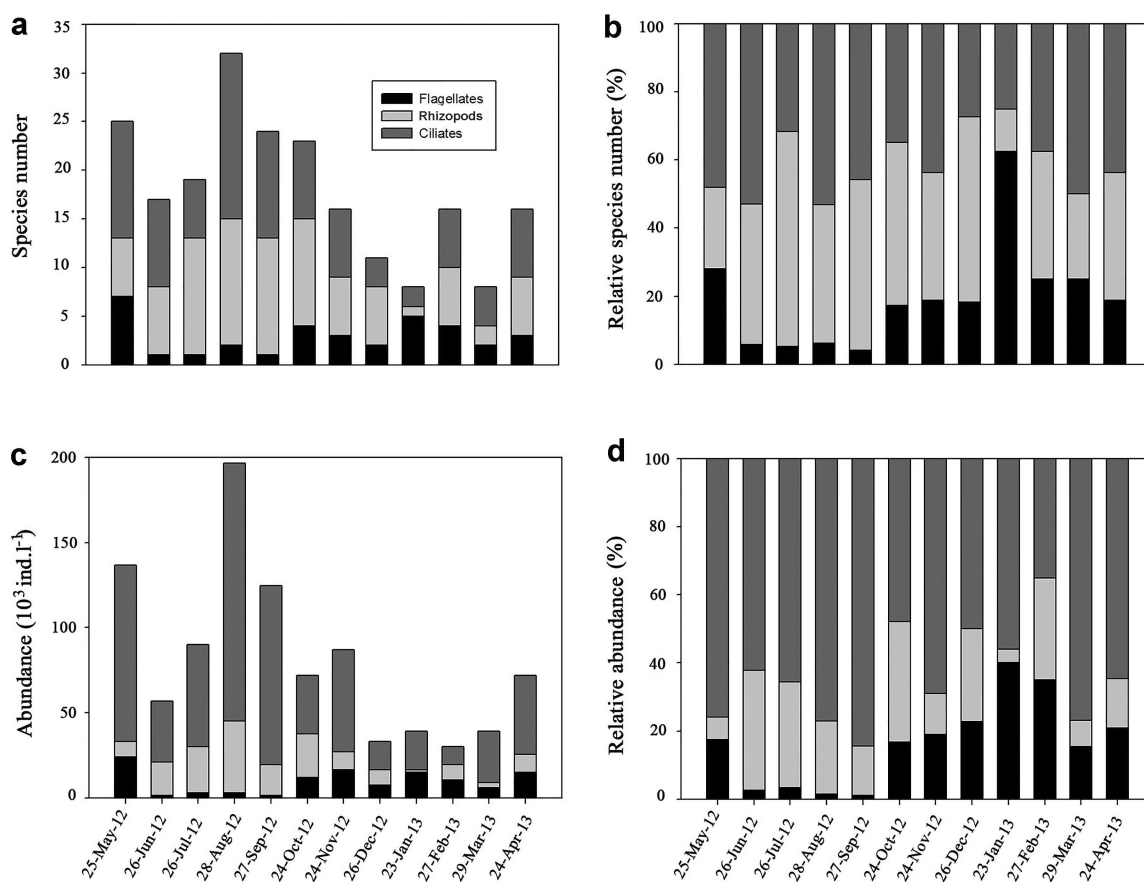 a
Species number
35
30
25
20
15
10
5
0
Flagellates
Rhizopods
Ciliates
b
Relative species number (%)
100
80
60
40
20
0
c
Abundance (10³ ind.l⁻¹)
200
150
100
50
0
25-May-12
26-Jun-12
26-Jul-12
28-Aug-12
27-Sep-12
24-Oct-12
24-Nov-12
26-Dec-12
23-Jan-13
27-Feb-13
29-Mar-13
24-Apr-13
d
Relative abundance (%)
100
80
60
40
20
0
25-May-12
26-Jun-12
26-Jul-12
28-Aug-12
27-Sep-12
24-Oct-12
24-Nov-12
26-Dec-12
23-Jan-13
27-Feb-13
29-Mar-13
24-Apr-13